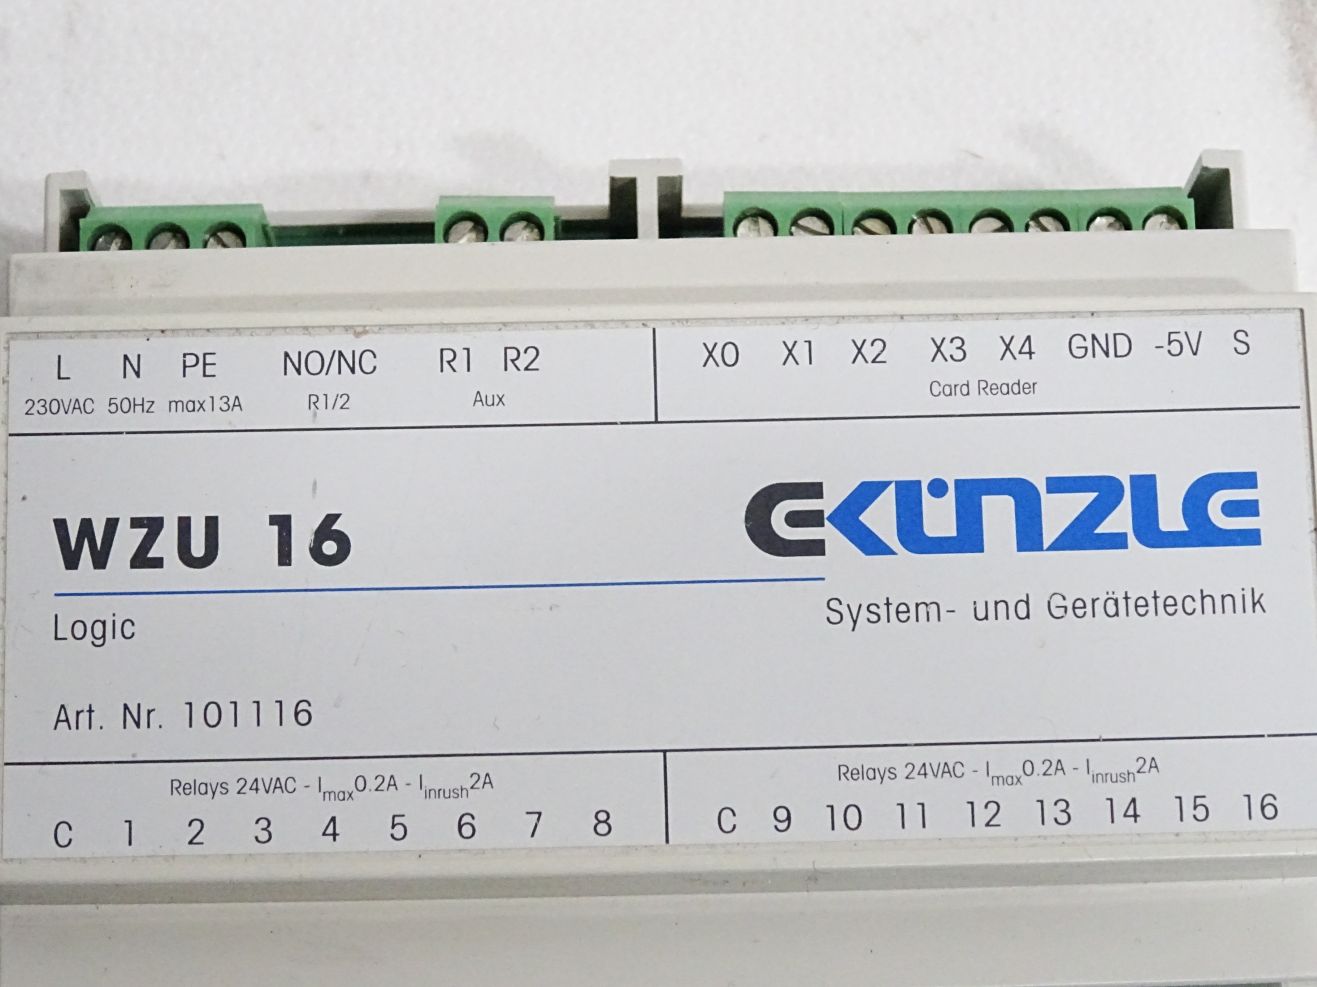 L N PE NO/NC R1 R2
230VAC 50Hz max13A R1/2 Aux
X0 X1 X2 X3 X4 GND -5V S
Card Reader
WZU 16
Logic
Art. Nr. 101116
EKÜNZLE
System- und Gerätetechnik
Relays 24VAC - Imax0.2A - Iinrush2A
C 1 2 3 4 5 6 7 8
Relays 24VAC - Imax0.2A - Iinrush2A
C 9 10 11 12 13 14 15 16